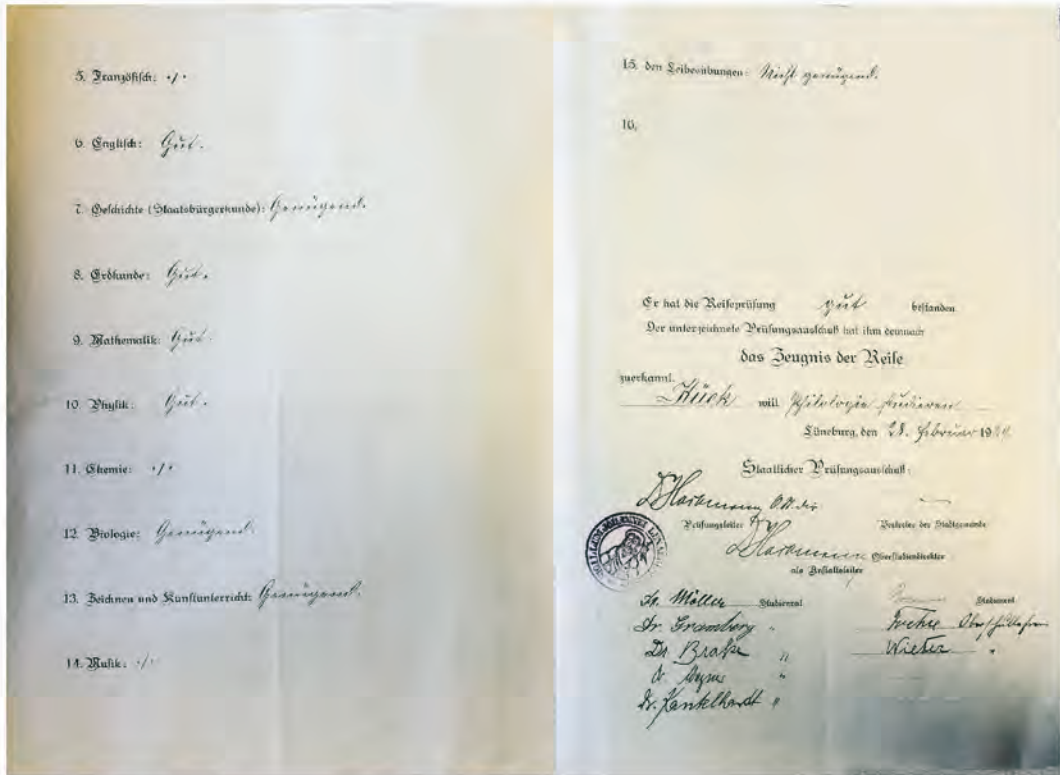 5. Französisch: ·/·
6. Englisch: Gut.
7. Geschichte (Staatsbürgerkunde): Genügend.
8. Erdkunde: Gut.
9. Mathematik: Gut.
10. Physik: Gut.
11. Chemie: ·/·
12. Biologie: Genügend.
13. Zeichnen und Kunstunterricht: Genügend.
14. Musik: ·/·
15. den Leibesübungen: Nicht genügend.
16.
Er hat die Reifeprüfung gut bestanden
Der unterzeichnete Prüfungsausschuß hat ihm demnach
das Zeugnis der Reife
zuerkannt.
will Philologie studieren
Lüneburg, den 28. Februar 19
Staatlicher Prüfungsausschuß:
Prüfungsleiter Vertreter der Stadtgemeinde
Oberstudiendirektor
als Anstaltsleiter
Möller Studienrat Studienrat
Dr. Gramberg "
Dr. Brake " Wieter "
"
Dr. Kankelhardt "